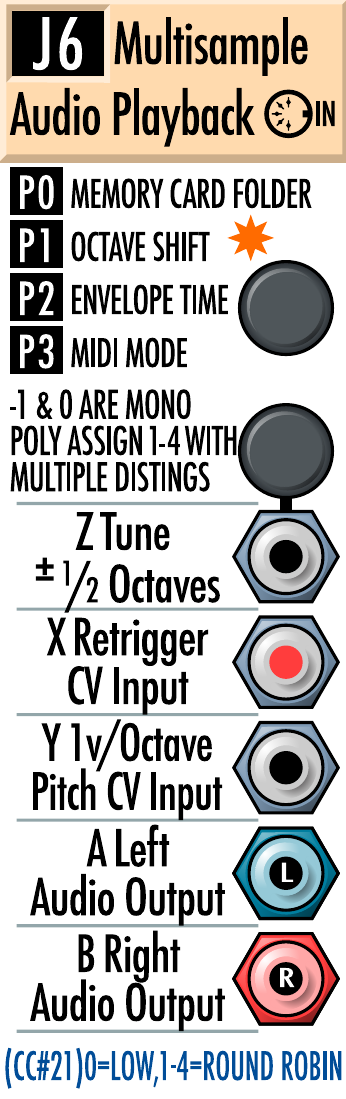 J6 Multisample
Audio Playback IN
P0 MEMORY CARD FOLDER
P1 OCTAVE SHIFT
P2 ENVELOPE TIME
P3 MIDI MODE
-1 & 0 ARE MONO
POLY ASSIGN 1-4 WITH
MULTIPLE DISTINGS
Z Tune
± 1/2 Octaves
X Retrigger
CV Input
Y 1v/Octave
Pitch CV Input
A Left
Audio Output
L
B Right
Audio Output
R
(CC#21)0=LOW,1-4=ROUND ROBIN